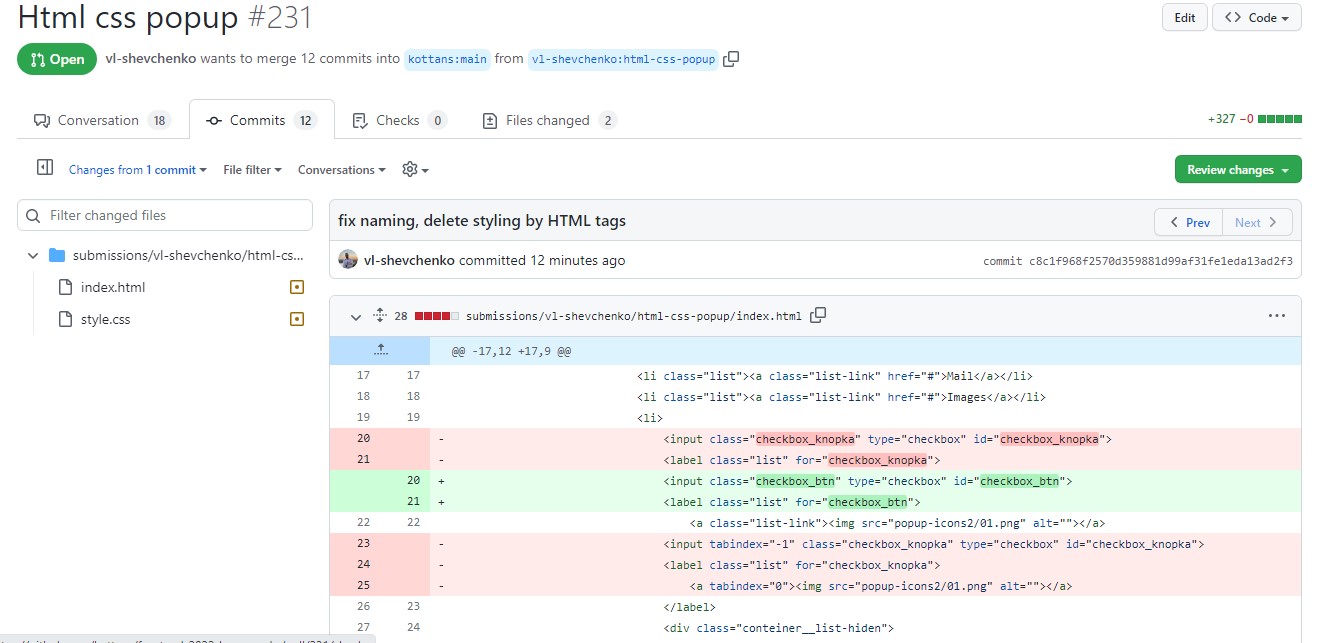 Html css popup #231
Edit
Code
Open
vl-shevchenko wants to merge 12 commits into kottans:main from vl-shevchenko:html-css-popup
Conversation 18
Commits 12
Checks 0
Files changed 2
+327 −0
Changes from 1 commit
File filter
Conversations
Review changes
Filter changed files
submissions/vl-shevchenko/html-cs...
index.html
style.css
fix naming, delete styling by HTML tags
Prev
Next
vl-shevchenko committed 12 minutes ago
commit c8c1f968f2570d359881d99af31fe1eda13ad2f3
28 submissions/vl-shevchenko/html-css-popup/index.html
@@ -17,12 +17,9 @@
17 17 <li class="list"><a class="list-link" href="#">Mail</a></li>
18 18 <li class="list"><a class="list-link" href="#">Images</a></li>
19 19 <li>
20 - <input class="checkbox_knopka" type="checkbox" id="checkbox_knopka">
21 - <label class="list" for="checkbox_knopka">
20 + <input class="checkbox_btn" type="checkbox" id="checkbox_btn">
21 + <label class="list" for="checkbox_btn">
22 22 <a class="list-link"><img src="popup-icons2/01.png" alt=""></a>
23 - <input tabindex="-1" class="checkbox_knopka" type="checkbox" id="checkbox_knopka">
24 - <label class="list" for="checkbox_knopka">
25 - <a tabindex="0"><img src="popup-icons2/01.png" alt=""></a>
26 23 </label>
27 24 <div class="conteiner__list-hiden">